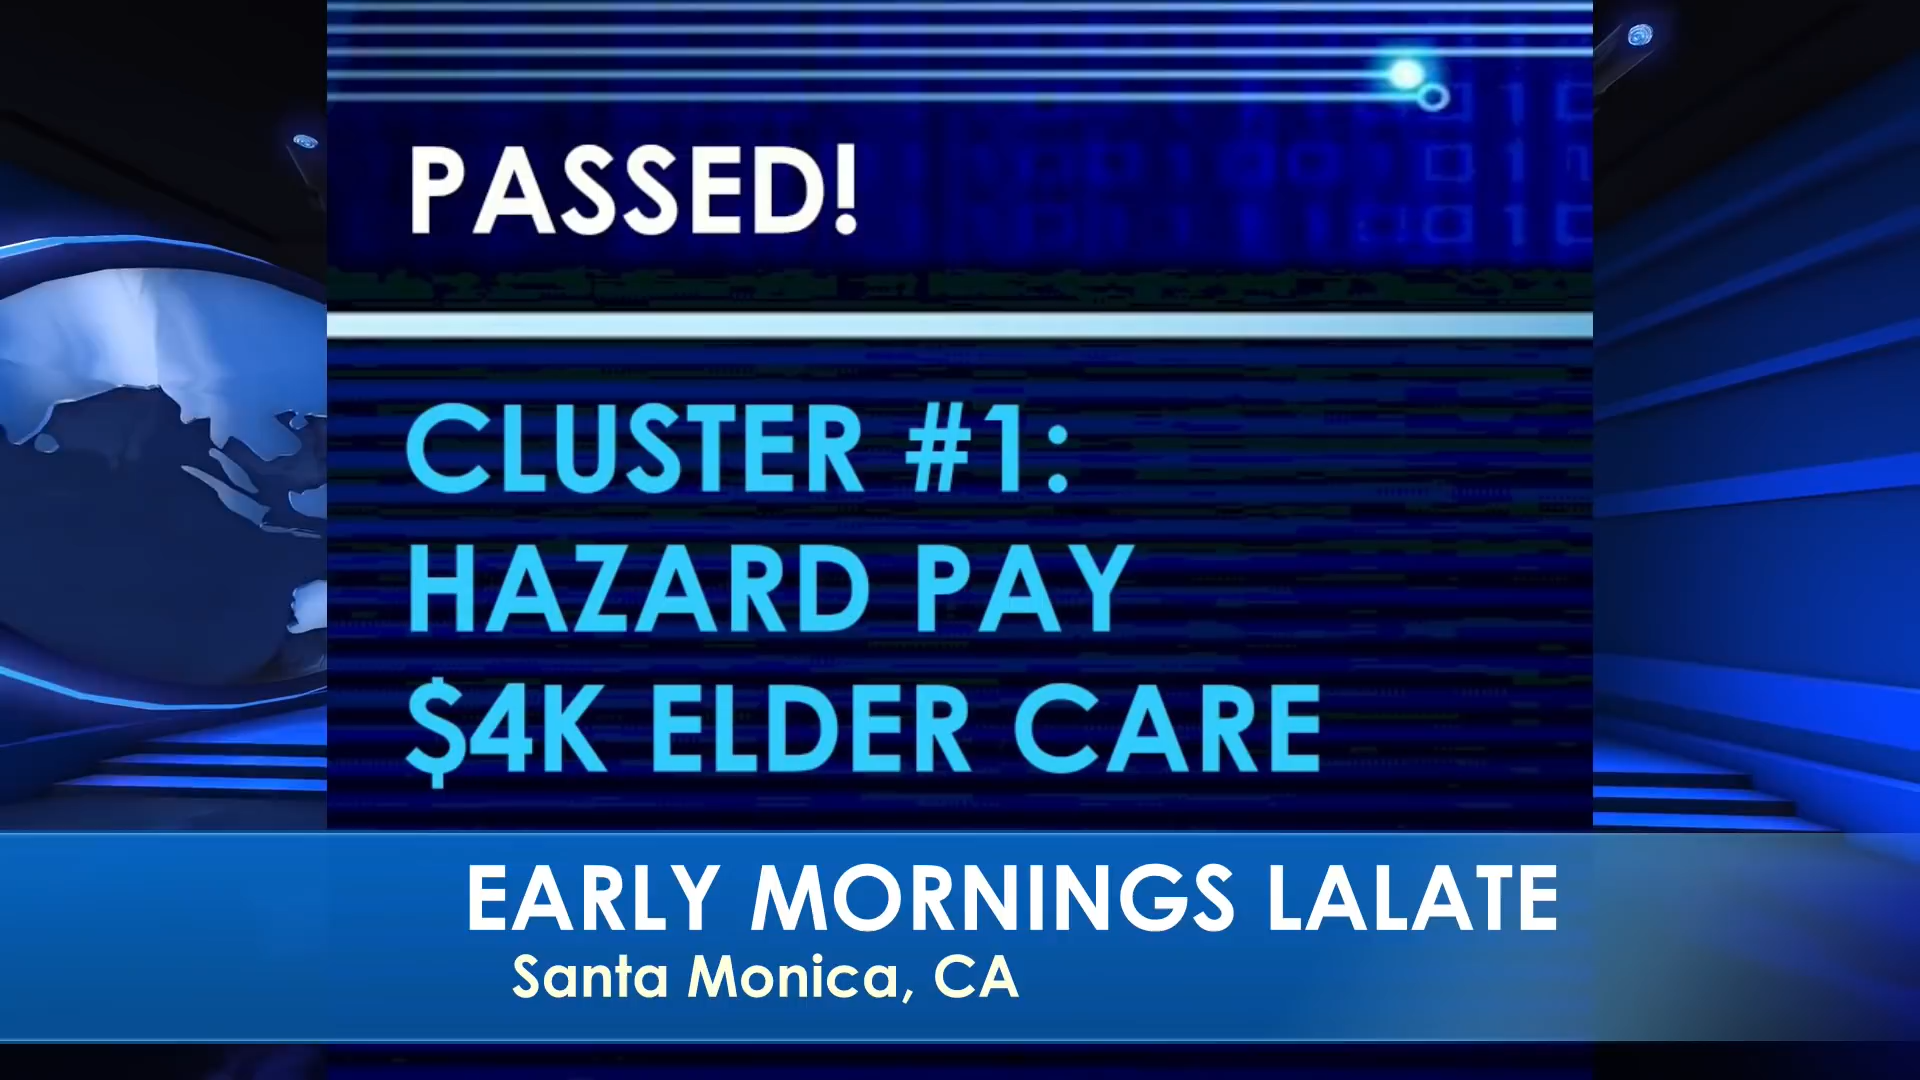 PASSED!
CLUSTER #1:
HAZARD PAY
$4K ELDER CARE
EARLY MORNINGS LALATE
Santa Monica, CA